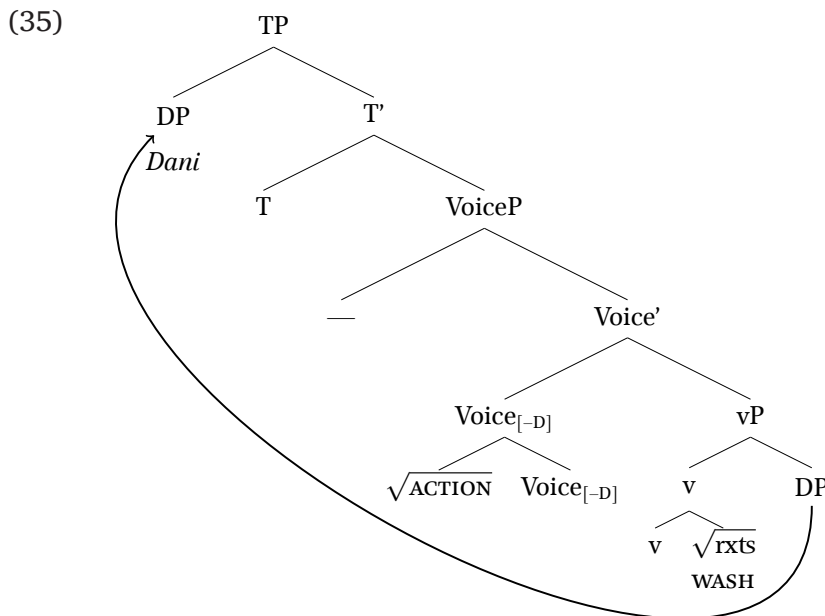 (35)
TP
DP T’
Dani
T VoiceP
— Voice’
Voice[–D] vP
√ACTION Voice[–D] v DP
v √rxts
WASH